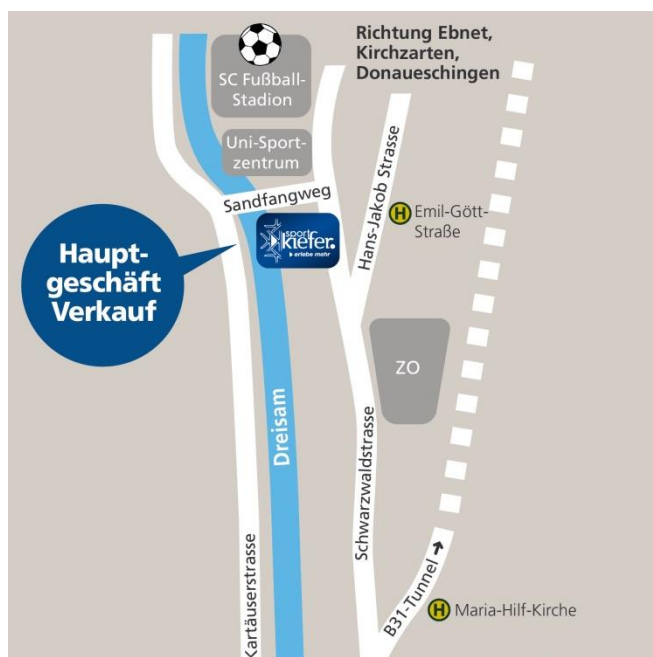 Richtung Ebnet,
Kirchzarten,
Donaueschingen
SC Fußball-
Stadion
Uni-Sport-
zentrum
Sandfangweg
Hans-Jakob Strasse
H Emil-Gött-
Straße
sport
kiefer.
erlebe mehr
Haupt-
geschäft
Verkauf
ZO
Dreisam
Schwarzwaldstrasse
Kartäuserstrasse
B31-Tunnel
H Maria-Hilf-Kirche